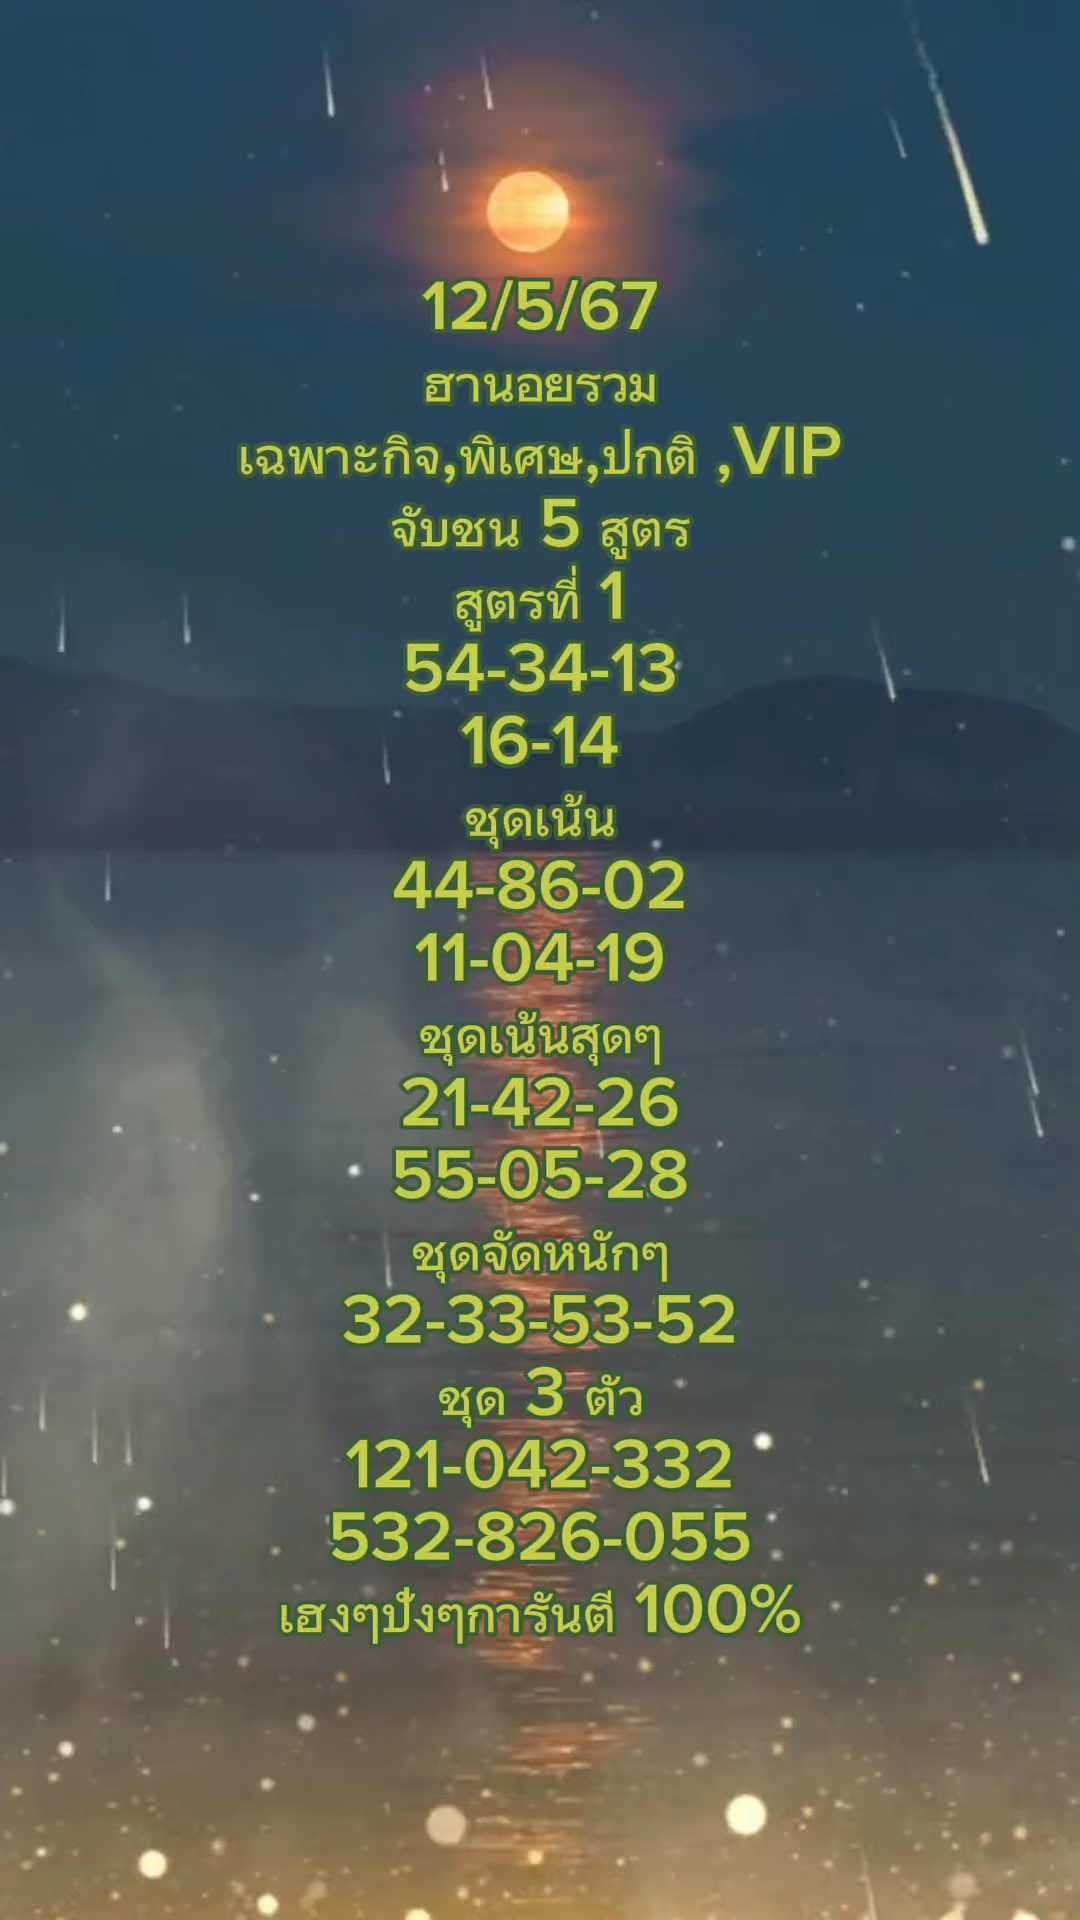 12/5/67
ฮานอยรวม
เฉพาะกิจ,พิเศษ,ปกติ ,VIP
จับชน 5 สูตร
สูตรที่ 1
54-34-13
16-14
ชุดเน้น
44-86-02
11-04-19
ชุดเน้นสุดๆ
21-42-26
55-05-28
ชุดจัดหนักๆ
32-33-53-52
ชุด 3 ตัว
121-042-332
532-826-055
เฮงๆปังๆการันตี 100%